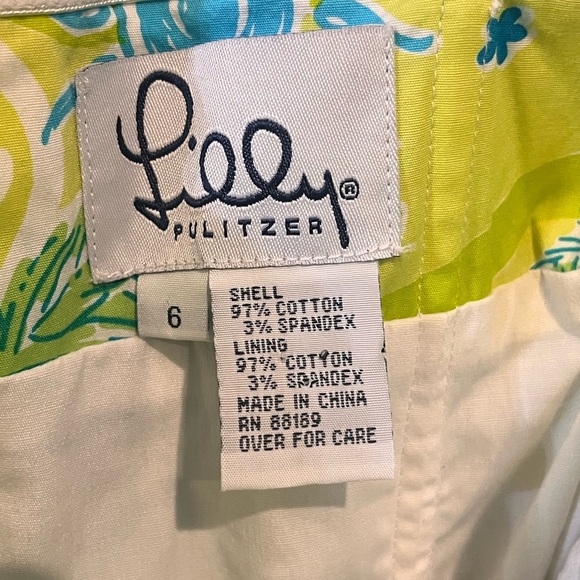 Lilly®
PULITZER
6
SHELL
97% COTTON
3% SPANDEX
LINING
97% COTTON
3% SPANDEX
MADE IN CHINA
RN 88189
OVER FOR CARE